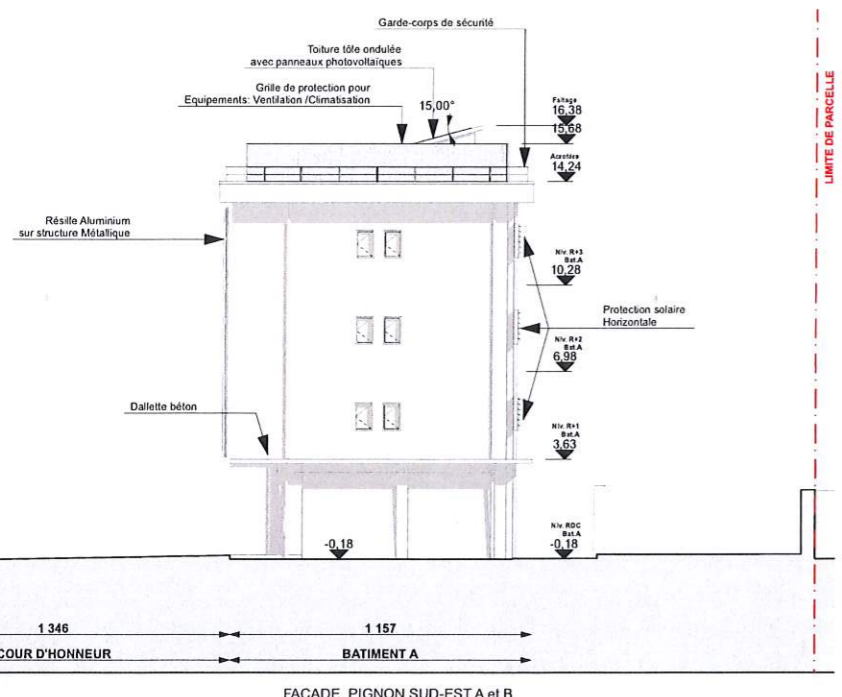 Garde-corps de sécurité
Toiture tôle ondulée
avec panneaux photovoltaïques
Grille de protection pour
Equipements: Ventilation /Climatisation
15,00°
Faîtage
16,38
15,68
Acrotère
14,24
LIMITE DE PARCELLE
Résille Aluminium
sur structure Métallique
Niv. R+3
Bat.A
10,28
Protection solaire
Horizontale
Niv. R+2
Bat.A
6,98
Dallette béton
Niv. R+1
Bat.A
3,63
Niv. RDC
Bat.A
-0,18
-0,18
1 346
1 157
COUR D'HONNEUR
BATIMENT A
FACADE PIGNON SUD-EST A et B